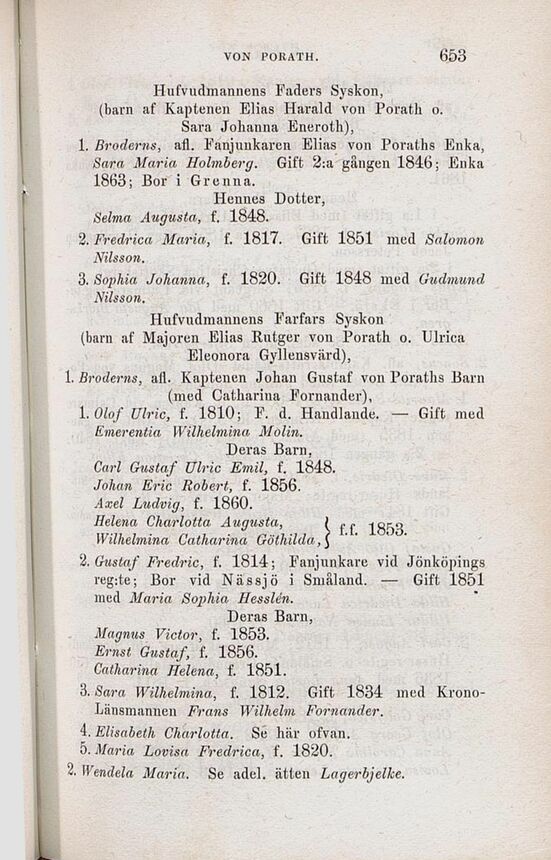 VON PORATH. 653
Hufvudmannens Faders Syskon,
(barn af Kaptenen Elias Harald von Porath o.
Sara Johanna Eneroth),
1. Broderns, afl. Fanjunkaren Elias von Poraths Enka,
Sara Maria Holmberg. Gift 2:a gången 1846; Enka
1863; Bor i Grenna.
Hennes Dotter,
Selma Augusta, f. 1848.
2. Fredrica Maria, f. 1817. Gift 1851 med Salomon
Nilsson.
3. Sophia Johanna, f. 1820. Gift 1848 med Gudmund
Nilsson.
Hufvudmannens Farfars Syskon
(barn af Majoren Elias Rutger von Porath o. Ulrica
Eleonora Gyllensvärd),
1. Broderns, afl. Kaptenen Johan Gustaf von Poraths Barn
(med Catharina Fornander),
1. Olof Ulric, f. 1810; F. d. Handlande. — Gift med
Emerentia Wilhelmina Molin.
Deras Barn,
Carl Gustaf Ulric Emil, f. 1848.
Johan Eric Robert, f. 1856.
Axel Ludvig, f. 1860.
Helena Charlotta Augusta,
Wilhelmina Catharina Göthilda, } f.f. 1853.
2. Gustaf Fredric, f. 1814; Fanjunkare vid Jönköpings
reg:te; Bor vid Nässjö i Småland. — Gift 1851
med Maria Sophia Hesslén.
Deras Barn,
Magnus Victor, f. 1853.
Ernst Gustaf, f. 1856.
Catharina Helena, f. 1851.
3. Sara Wilhelmina, f. 1812. Gift 1834 med Krono-
Länsmannen Frans Wilhelm Fornander.
4. Elisabeth Charlotta. Se här ofvan.
5. Maria Lovisa Fredrica, f. 1820.
2. Wendela Maria. Se adel. ätten Lagerbjelke.